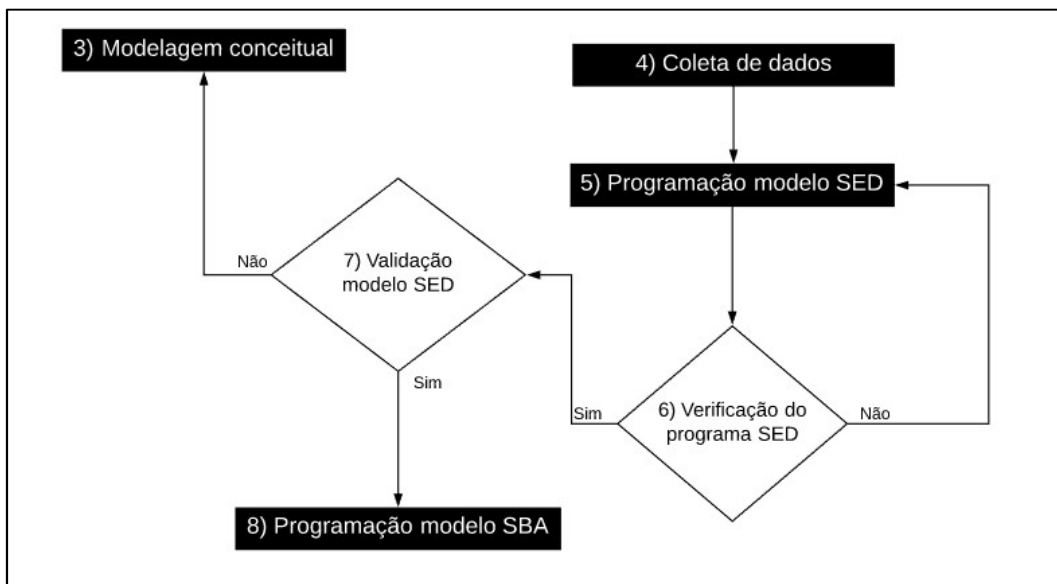 3) Modelagem conceitual
4) Coleta de dados
5) Programação modelo SED
Não
7) Validação
modelo SED
Sim
Sim
6) Verificação do
programa SED
Não
8) Programação modelo SBA